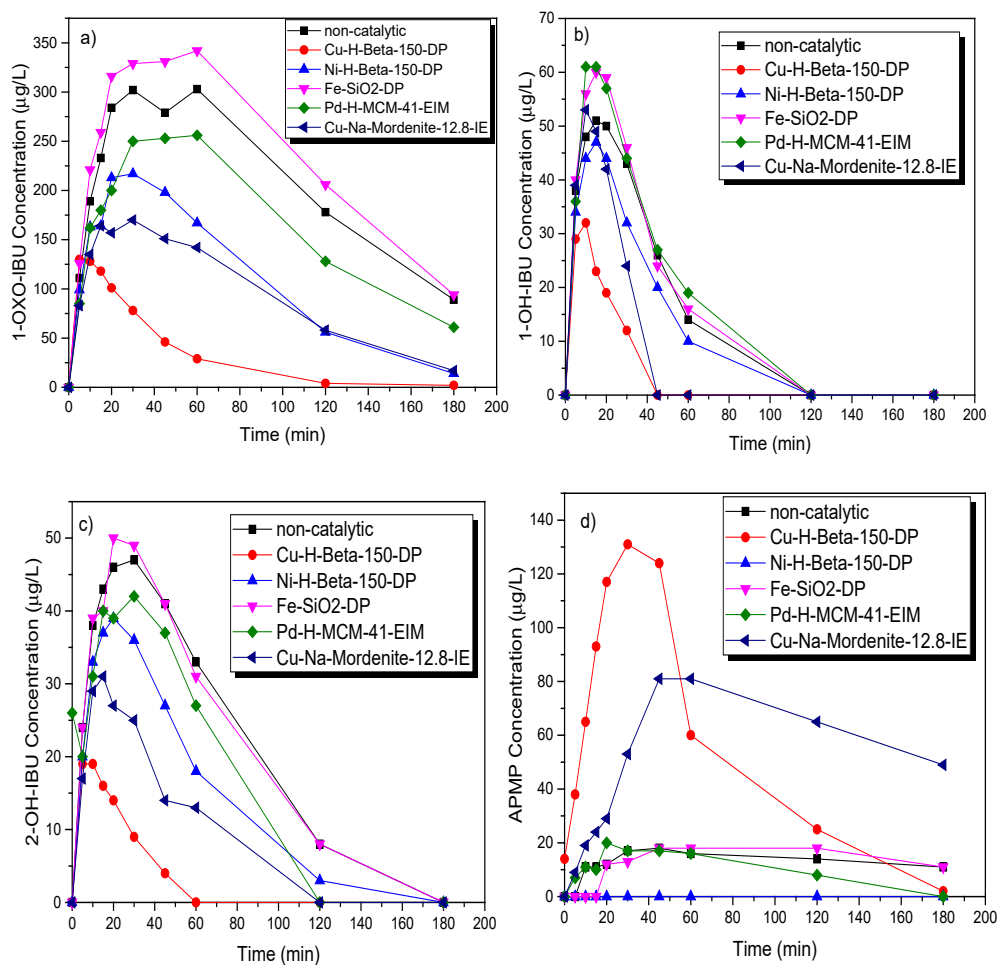 a)
non-catalytic
Cu-H-Beta-150-DP
Ni-H-Beta-150-DP
Fe-SiO2-DP
Pd-H-MCM-41-EIM
Cu-Na-Mordenite-12.8-IE
1-OXO-IBU Concentration (µg/L)
350
300
250
200
150
100
50
0
0 20 40 60 80 100 120 140 160 180 200
Time (min)
b)
non-catalytic
Cu-H-Beta-150-DP
Ni-H-Beta-150-DP
Fe-SiO2-DP
Pd-H-MCM-41-EIM
Cu-Na-Mordenite-12.8-IE
1-OH-IBU Concentration (µg/L)
70
60
50
40
30
20
10
0
0 20 40 60 80 100 120 140 160 180 200
Time (min)
c)
non-catalytic
Cu-H-Beta-150-DP
Ni-H-Beta-150-DP
Fe-SiO2-DP
Pd-H-MCM-41-EIM
Cu-Na-Mordenite-12.8-IE
2-OH-IBU Concentration (µg/L)
50
40
30
20
10
0
0 20 40 60 80 100 120 140 160 180 200
Time (min)
d)
non-catalytic
Cu-H-Beta-150-DP
Ni-H-Beta-150-DP
Fe-SiO2-DP
Pd-H-MCM-41-EIM
Cu-Na-Mordenite-12.8-IE
APMP Concentration (µg/L)
140
120
100
80
60
40
20
0
0 20 40 60 80 100 120 140 160 180 200
Time (min)